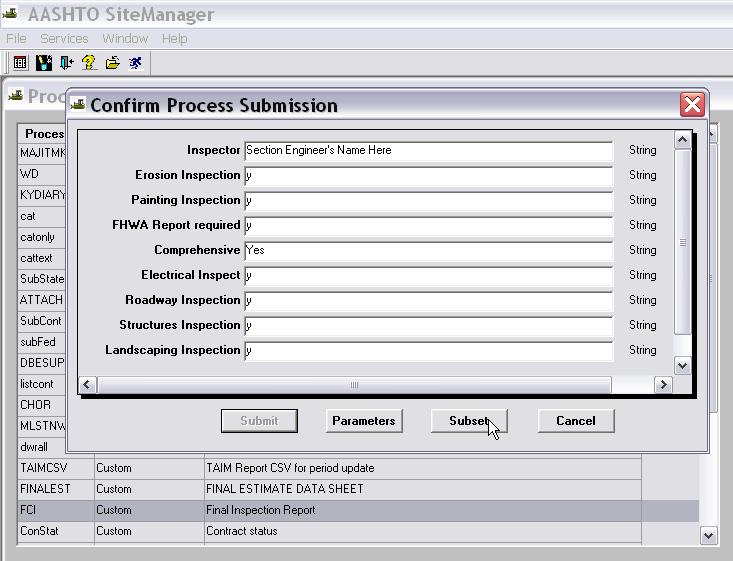 AASHTO SiteManager
File Services Window Help
Proc
Confirm Process Submission
Inspector Section Engineer's Name Here String
Erosion Inspection y String
Painting Inspection y String
FHWA Report required y String
Comprehensive Yes String
Electrical Inspect y String
Roadway Inspection y String
Structures Inspection y String
Landscaping Inspection y String
Submit Parameters Subset Cancel
Proces
MAJITMK
WD
KYDIARY
cat
catonly
cattext
SubState
ATTACH
SubCont
subFed
DBESUP
listcont
CHOR
MLSTNW
dwrall
TAIMCSV Custom TAIM Report CSV for period update
FINALEST Custom FINAL ESTIMATE DATA SHEET
FCI Custom Final Inspection Report
ConStat Custom Contract status